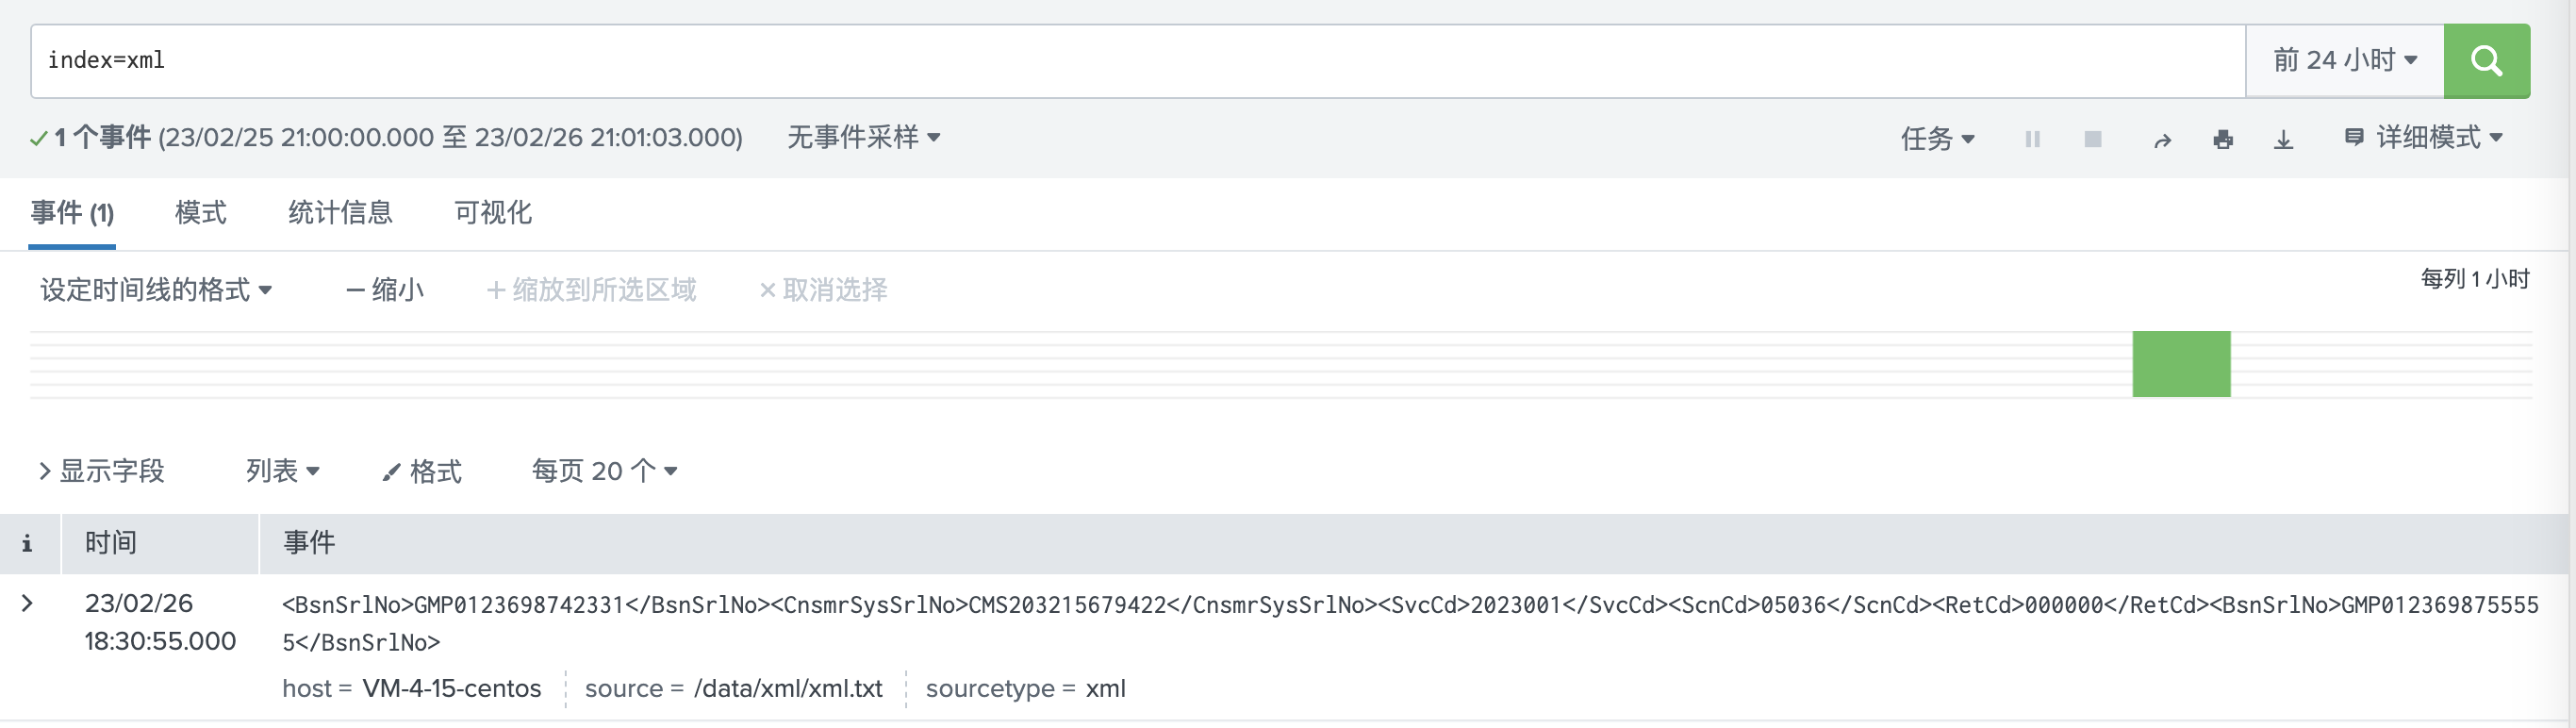 index=xml
前 24 小时
1 个事件 (23/02/25 21:00:00.000 至 23/02/26 21:01:03.000)
无事件采样
任务
详细模式
事件 (1)
模式
统计信息
可视化
设定时间线的格式
— 缩小
+ 缩放到所选区域
× 取消选择
每列 1 小时
> 显示字段
列表
格式
每页 20 个
i
时间
事件
23/02/26
18:30:55.000
<BsnSrlNo>GMP0123698742331</BsnSrlNo><CnsmrSysSrlNo>CMS203215679422</CnsmrSysSrlNo><SvcCd>2023001</SvcCd><ScnCd>05036</ScnCd><RetCd>000000</RetCd><BsnSrlNo>GMP012369875555
5</BsnSrlNo>
host = VM-4-15-centos
source = /data/xml/xml.txt
sourcetype = xml